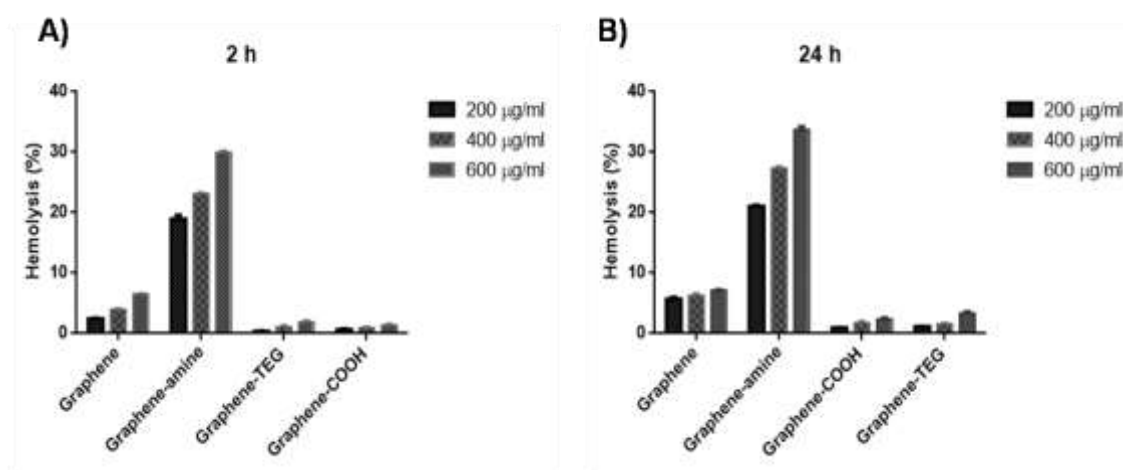 A)
2 h
Hemolysis (%)
40
30
20
10
0
Graphene
Graphene-amine
Graphene-TEG
Graphene-COOH
200 µg/ml
400 µg/ml
600 µg/ml
B)
24 h
Hemolysis (%)
40
30
20
10
0
Graphene
Graphene-amine
Graphene-COOH
Graphene-TEG
200 µg/ml
400 µg/ml
600 µg/ml